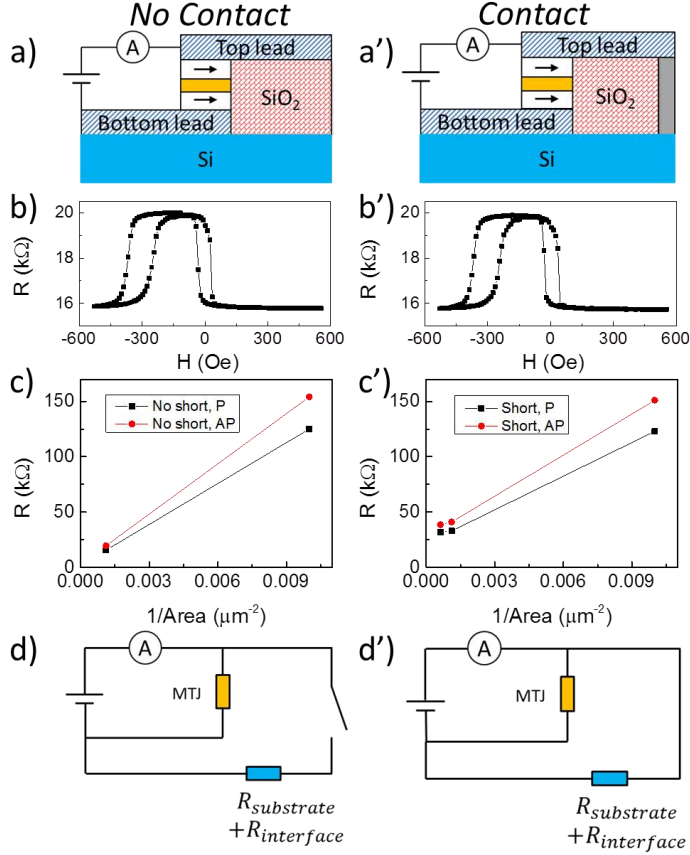 No Contact
Contact
a)
A
Top lead
SiO2
Bottom lead
Si
a')
A
Top lead
SiO2
Bottom lead
Si
b)
R (kΩ)
20
18
16
-600 -300 0 300 600
H (Oe)
b')
R (kΩ)
20
18
16
-600 -300 0 300 600
H (Oe)
c)
R (kΩ)
150
100
50
0
No short, P
No short, AP
0.000 0.003 0.006 0.009
1/Area (μm-2)
c')
R (kΩ)
150
100
50
0
Short, P
Short, AP
0.000 0.003 0.006 0.009
1/Area (μm-2)
d)
A
MTJ
Rsubstrate
+Rinterface
d')
A
MTJ
Rsubstrate
+Rinterface